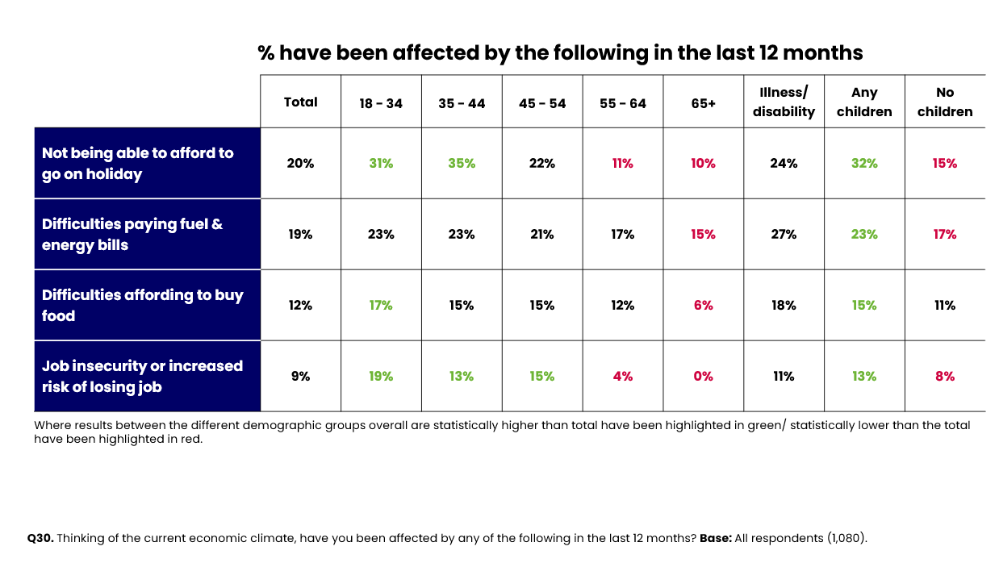 % have been affected by the following in the last 12 months
Total 18 - 34 35 - 44 45 - 54 55 - 64 65+ Illness/ disability Any children No children
Not being able to afford to
go on holiday
20% 31% 35% 22% 11% 10% 24% 32% 15%
Difficulties paying fuel &
energy bills
19% 23% 23% 21% 17% 15% 27% 23% 17%
Difficulties affording to buy
food
12% 17% 15% 15% 12% 6% 18% 15% 11%
Job insecurity or increased
risk of losing job
9% 19% 13% 15% 4% 0% 11% 13% 8%
Where results between the different demographic groups overall are statistically higher than total have been highlighted in green/ statistically lower than the total
have been highlighted in red.
Q30. Thinking of the current economic climate, have you been affected by any of the following in the last 12 months? Base: All respondents (1,080).